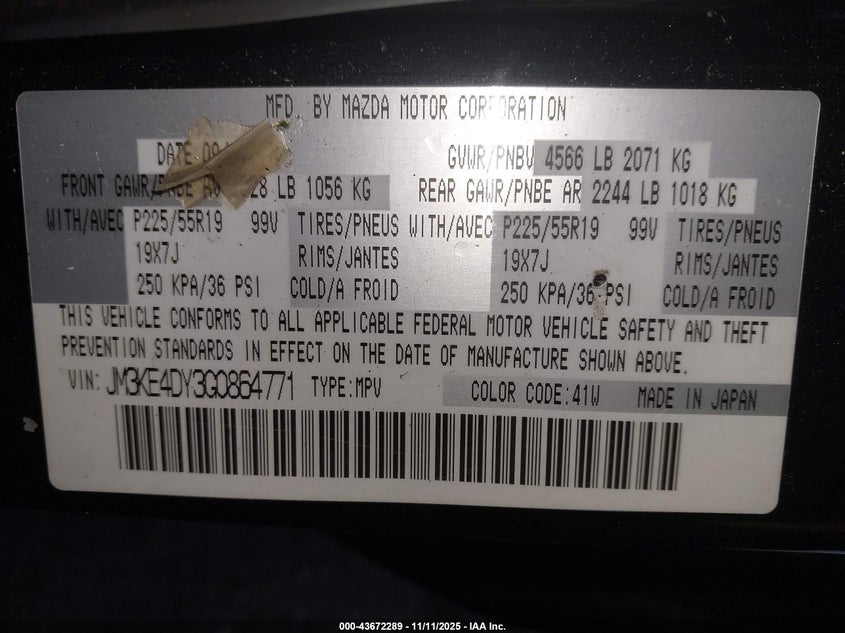 MFD. BY MAZDA MOTOR CORPORATION
DATE GVWR/PNBV 4566 LB 2071 KG
FRONT GAWR/PNBE AV LB 1056 KG REAR GAWR/PNBE AR 2244 LB 1018 KG
WITH/AVEC P225/55R19 99V TIRES/PNEUS WITH/AVEC P225/55R19 99V TIRES/PNEUS
19X7J RIMS/JANTES 19X7J RIMS/JANTES
250 KPA/36 PSI COLD/A FROID 250 KPA/36 PSI COLD/A FROID
THIS VEHICLE CONFORMS TO ALL APPLICABLE FEDERAL MOTOR VEHICLE SAFETY AND THEFT
PREVENTION STANDARDS IN EFFECT ON THE DATE OF MANUFACTURE SHOWN ABOVE.
VIN: JM3KE4DY3G0864771 TYPE:MPV COLOR CODE:41W MADE IN JAPAN
000-43672289 - 11/11/2025 - IAA Inc.